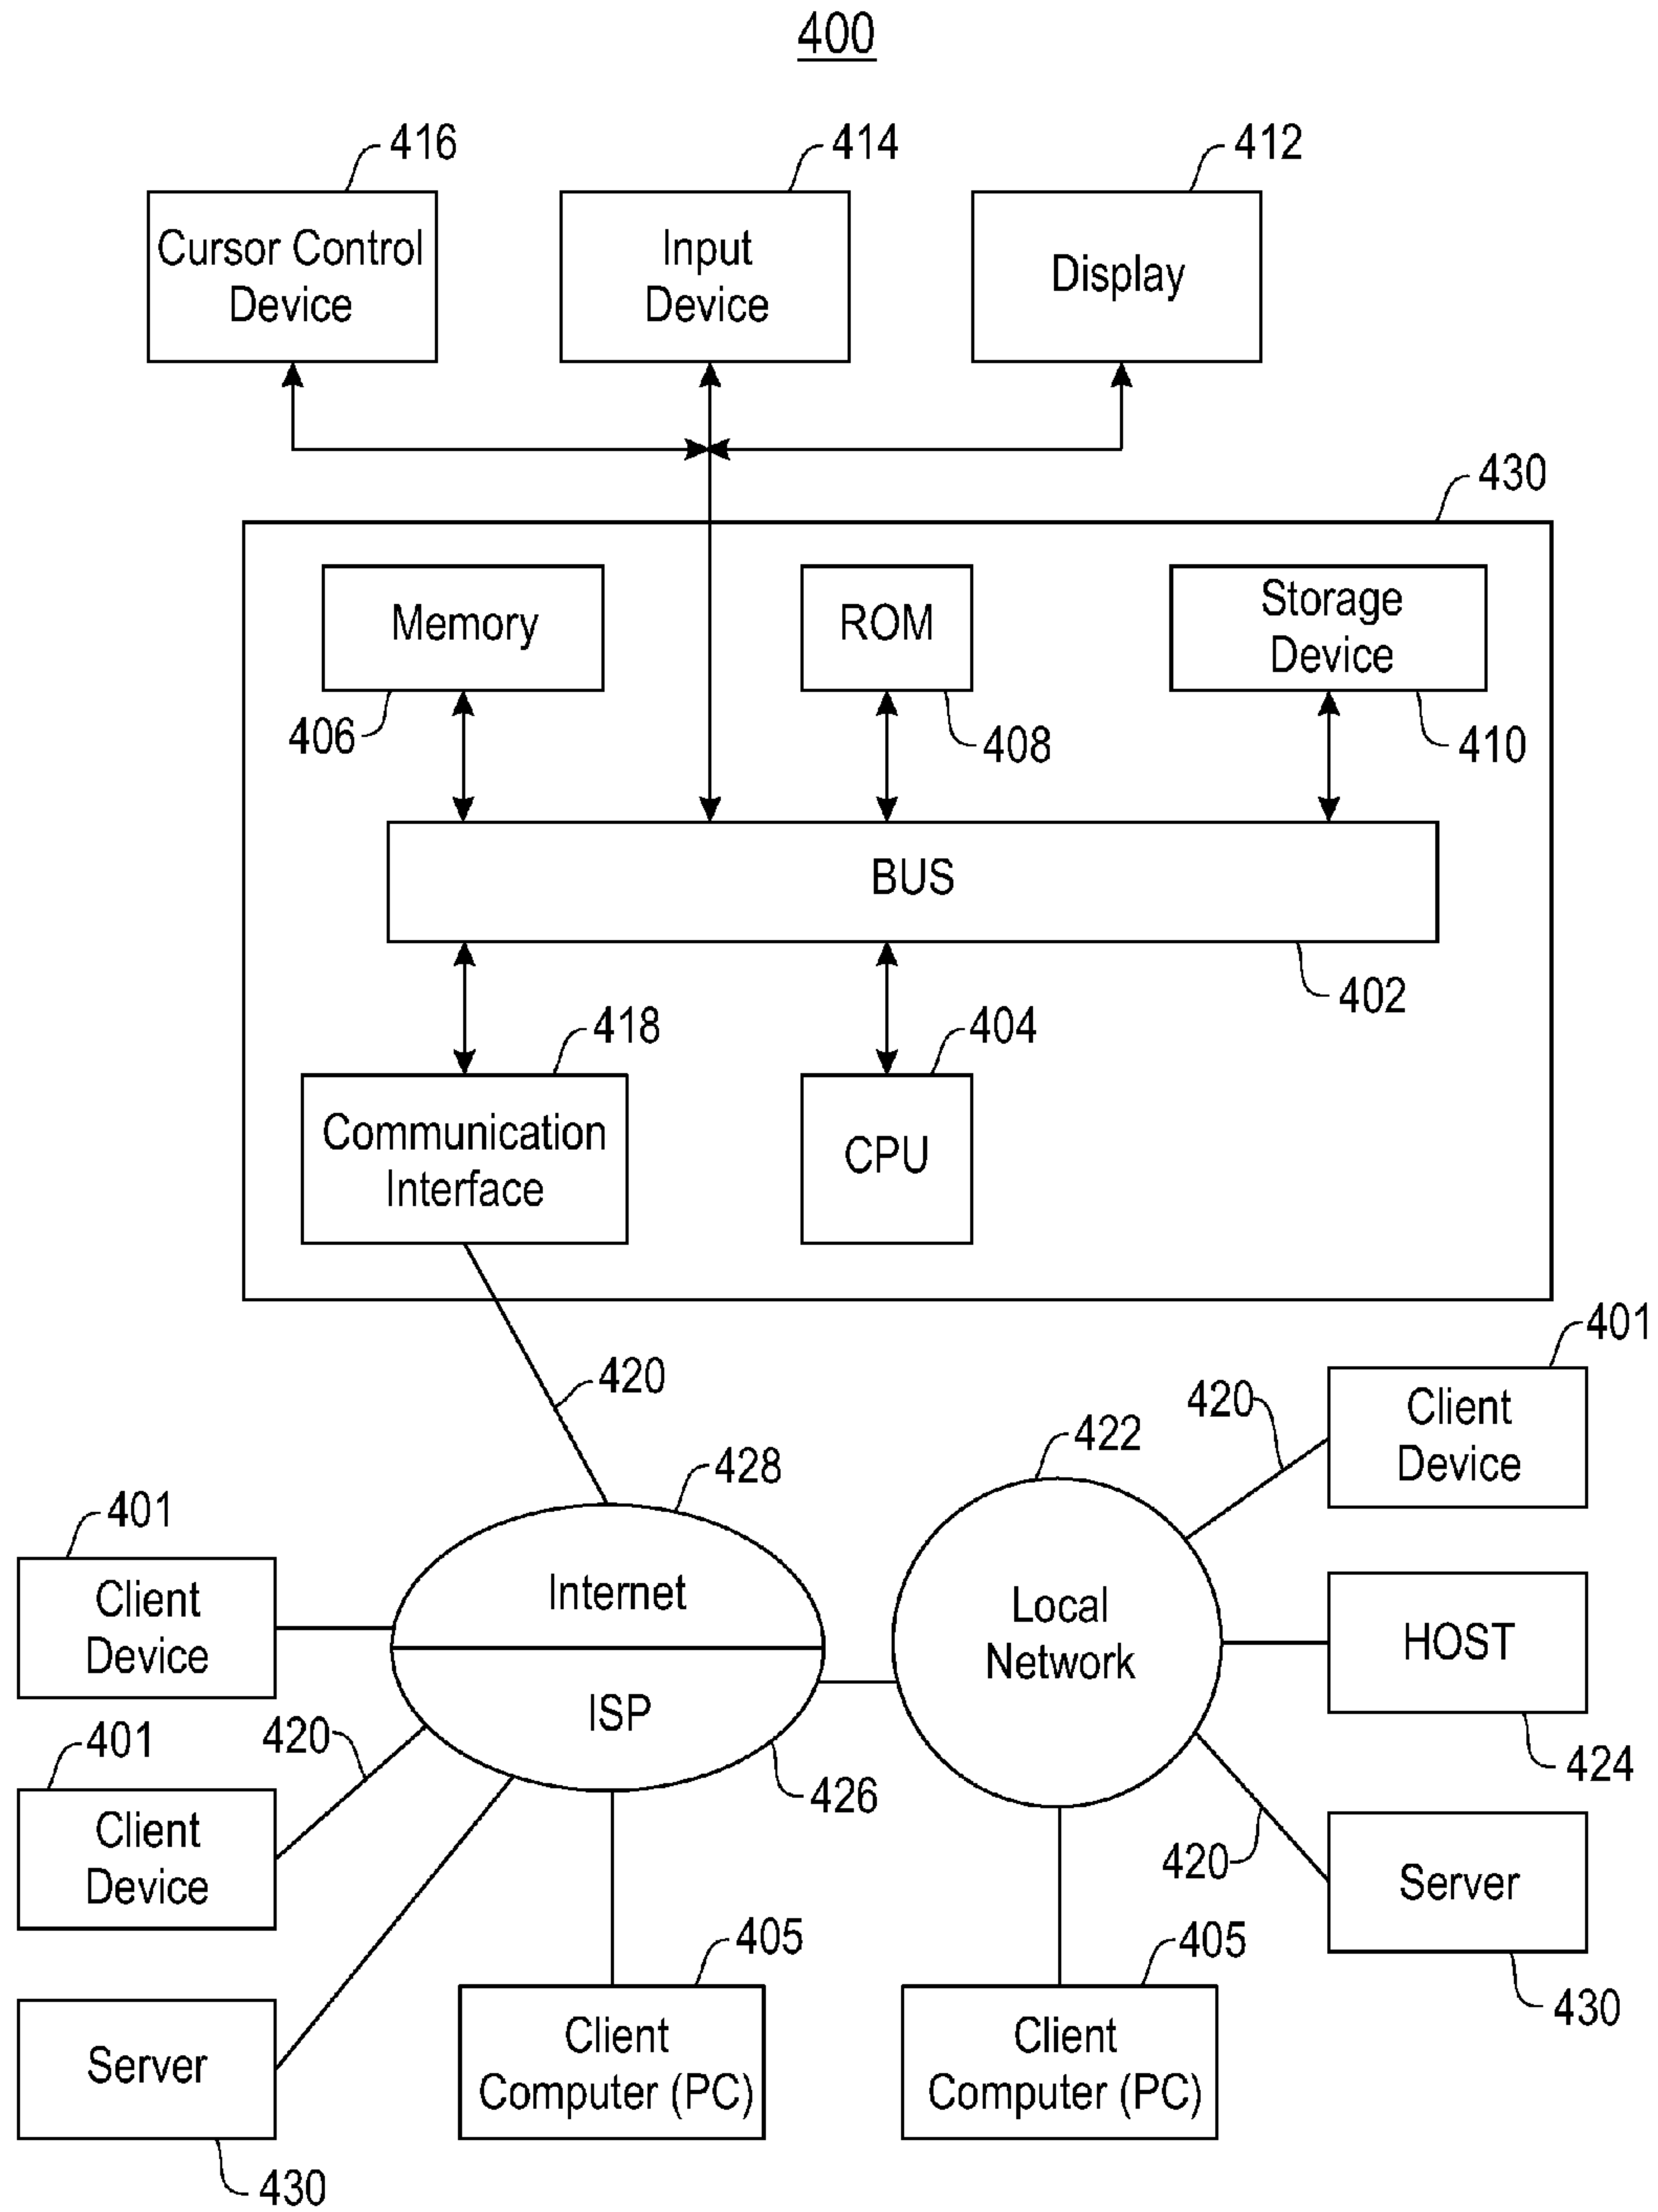 400
416
414
412
Cursor Control
Device
Input
Device
Display
430
Memory
ROM
Storage
Device
406
408
410
BUS
402
418
404
Communication
Interface
CPU
420
401
Client
Device
420
422
428
401
Client
Device
Internet
ISP
Local
Network
HOST
424
401
420
Client
Device
426
420
Server
430
405
405
Client
Computer (PC)
Client
Computer (PC)
Server
430